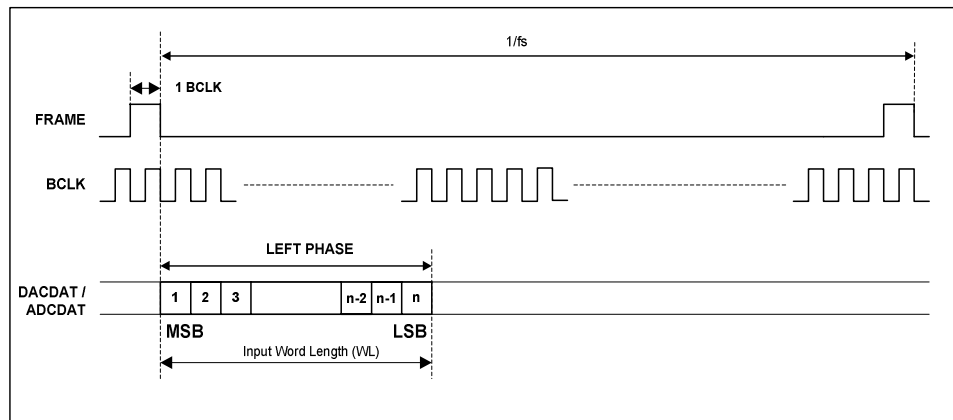 1/fs
1 BCLK
FRAME
BCLK
LEFT PHASE
DACDAT /
ADCDAT
1 2 3 n-2 n-1 n
MSB LSB
Input Word Length (WL)